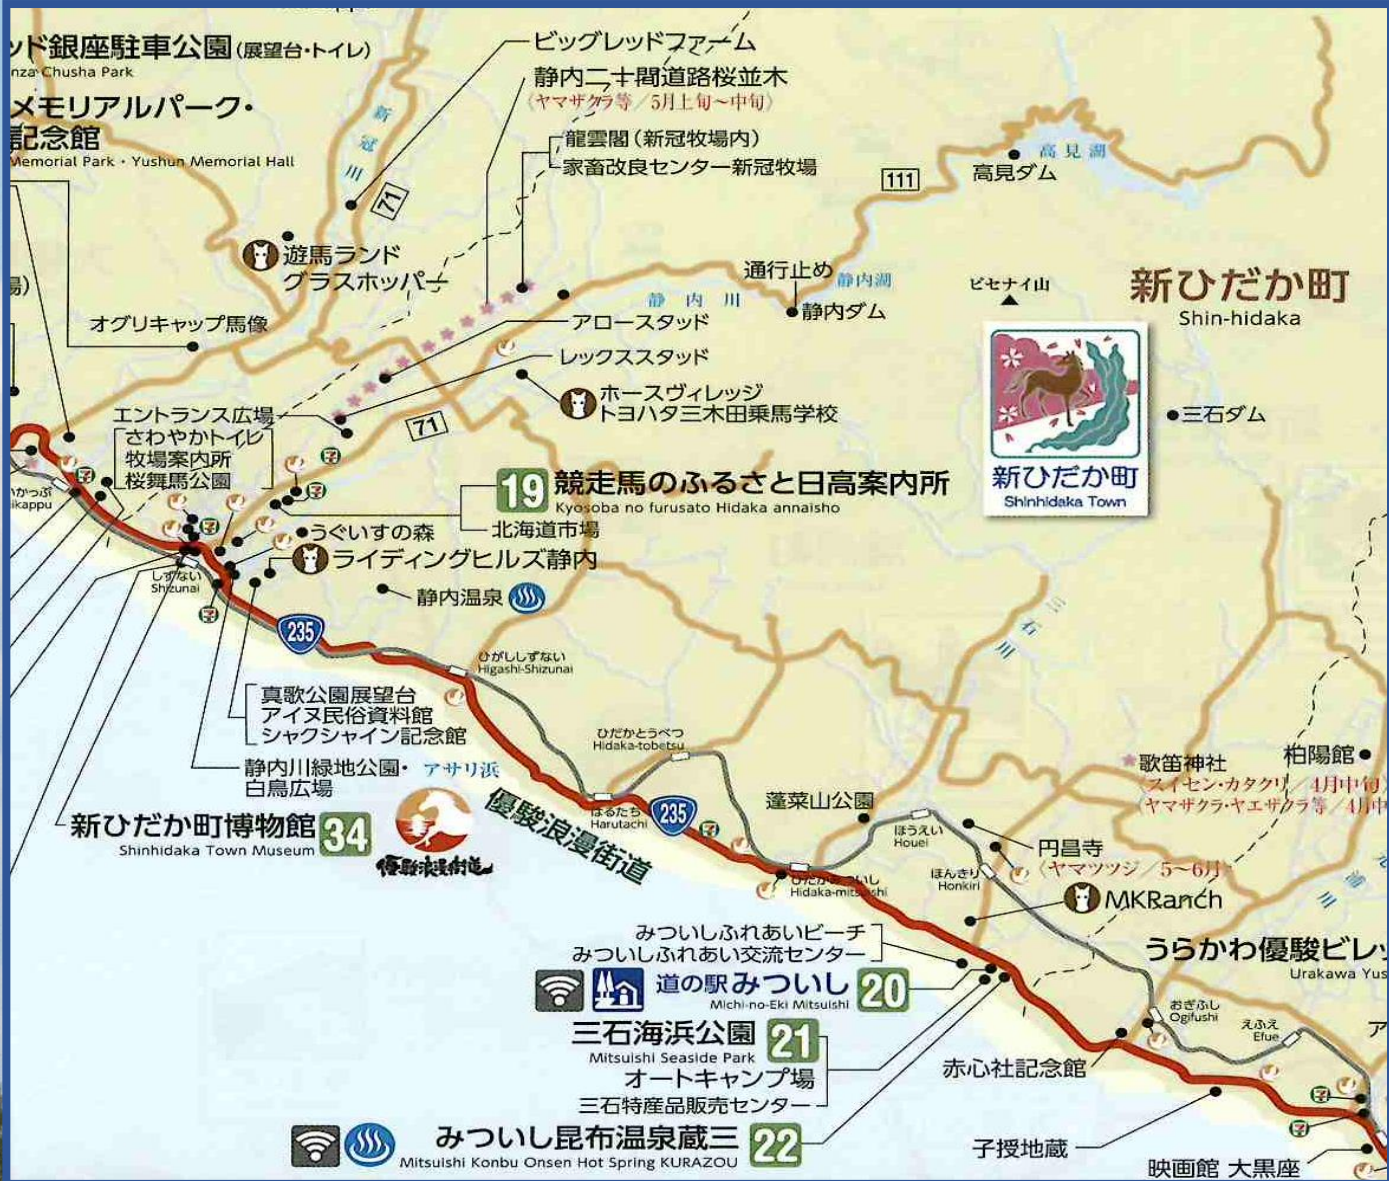 ッド銀座駐車公園(展望台・トイレ)
nza Chusha Park
メモリアルパーク・
記念館
Memorial Park・Yushun Memorial Hall
ビッグレッドファーム
静内二十間道路桜並木
〈ヤマザクラ等／5月上旬～中旬〉
龍雲閣(新冠牧場内)
家畜改良センター新冠牧場
新冠川
71
111
高見湖
高見ダム
遊馬ランド
グラスホッパー
オグリキャップ馬像
通行止め
静内湖
静内川
静内ダム
ピセナイ山
新ひだか町
Shin-hidaka
アロースタッド
レックススタッド
ホースヴィレッジ
トヨハタ三木田乗馬学校
三石ダム
新ひだか町
Shinhidaka Town
エントランス広場
さわやかトイレ
牧場案内所
桜舞馬公園
71
19 競走馬のふるさと日高案内所
Kyosoba no furusato Hidaka annaisho
北海道市場
うぐいすの森
ライディングヒルズ静内
かっぷ
ikappu
しずない
Shizunai
静内温泉
235
三石川
ひがししずない
Higashi-Shizunai
真歌公園展望台
アイヌ民俗資料館
シャクシャイン記念館
静内川緑地公園・
白鳥広場
アサリ浜
ひだかとうべつ
Hidaka-tobetsu
はるたち
Harutachi
235
新ひだか町博物館 34
Shinhidaka Town Museum
優駿浪漫街道
優駿浪漫街道
蓬莱山公園
ほうえい
Houei
歌笛神社
〈スイセン・カタクリ／4月中旬〉
〈ヤマザクラ・ヤエザクラ等／4月中
柏陽館
円昌寺
〈ヤマツツジ／5～6月〉
ほんきり
Honkiri
Hidaka-mitsuishi
MKRanch
みついしふれあいビーチ
みついしふれあい交流センター
道の駅 みついし 20
Michi-no-Eki Mitsuishi
うらかわ優駿ビレッ
Urakawa Yus
三石海浜公園 21
Mitsuishi Seaside Park
オートキャンプ場
三石特産品販売センター
おぎふし
Ogifushi
えふえ
Efue
ア
赤心社記念館
みついし昆布温泉蔵三 22
Mitsuishi Konbu Onsen Hot Spring KURAZOU
子授地蔵
映画館 大黒座